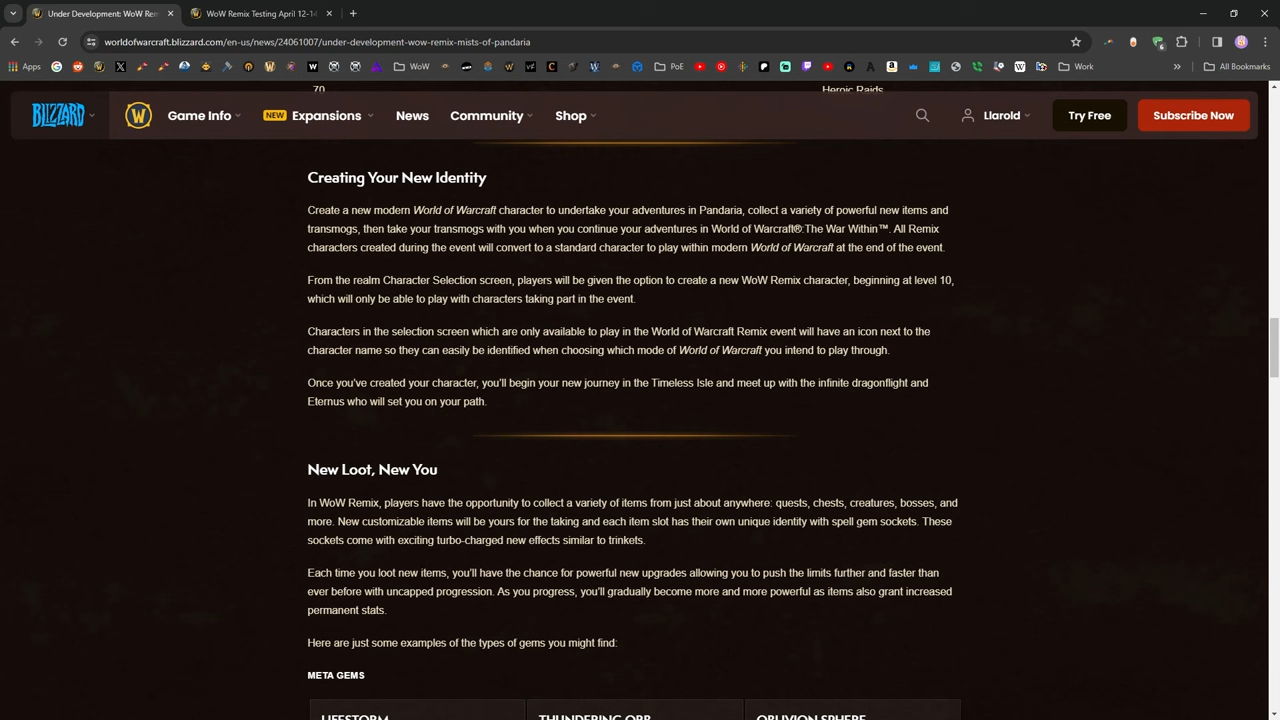 Under Development: WoW Rem
WoW Remix Testing April 12-14
worldofwarcraft.blizzard.com/en-us/news/24061007/under-development-wow-remix-mists-of-pandaria
Apps
WoW
PoE
Work
All Bookmarks
70
Heroic Raids
BLIZZARD
Game Info
NEW
Expansions
News
Community
Shop
Llarold
Try Free
Subscribe Now
Creating Your New Identity
Create a new modern World of Warcraft character to undertake your adventures in Pandaria, collect a variety of powerful new items and
transmogs, then take your transmogs with you when you continue your adventures in World of Warcraft®:The War Within™. All Remix
characters created during the event will convert to a standard character to play within modern World of Warcraft at the end of the event.
From the realm Character Selection screen, players will be given the option to create a new WoW Remix character, beginning at level 10,
which will only be able to play with characters taking part in the event.
Characters in the selection screen which are only available to play in the World of Warcraft Remix event will have an icon next to the
character name so they can easily be identified when choosing which mode of World of Warcraft you intend to play through.
Once you've created your character, you'll begin your new journey in the Timeless Isle and meet up with the infinite dragonflight and
Eternus who will set you on your path.
New Loot, New You
In WoW Remix, players have the opportunity to collect a variety of items from just about anywhere: quests, chests, creatures, bosses, and
more. New customizable items will be yours for the taking and each item slot has their own unique identity with spell gem sockets. These
sockets come with exciting turbo-charged new effects similar to trinkets.
Each time you loot new items, you'll have the chance for powerful new upgrades allowing you to push the limits further and faster than
ever before with uncapped progression. As you progress, you'll gradually become more and more powerful as items also grant increased
permanent stats.
Here are just some examples of the types of gems you might find:
META GEMS
LIFESTORM
THUNDERING ORB
OBLIVION SPHERE